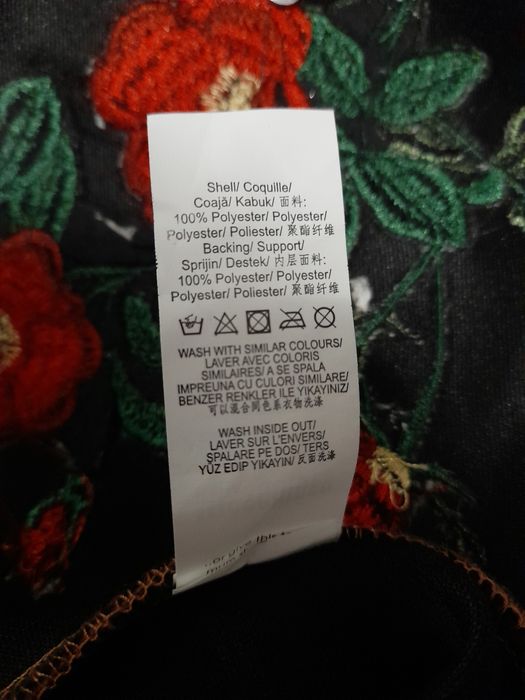 Shell/ Coquille/
Coajă/ Kabuk/ 面料:
100% Polyester/ Polyester/
Polyester/ Poliester/ 聚酯纤维
Backing/ Support/
Sprijin/ Destek/ 内层面料:
100% Polyester/ Polyester/
Polyester/ Poliester/ 聚酯纤维
WASH WITH SIMILAR COLOURS/
LAVER AVEC COLORIS
SIMILAIRES/ A SE SPALA
IMPREUNA CU CULORI SIMILARE/
BENZER RENKLER ILE YIKAYINIZ/
可以混合同色系衣物洗涤
WASH INSIDE OUT/
LAVER SUR L'ENVERS/
SPALARE PE DOS/ TERS
YÜZ EDIP YIKAYIN/ 反面洗涤
or give this